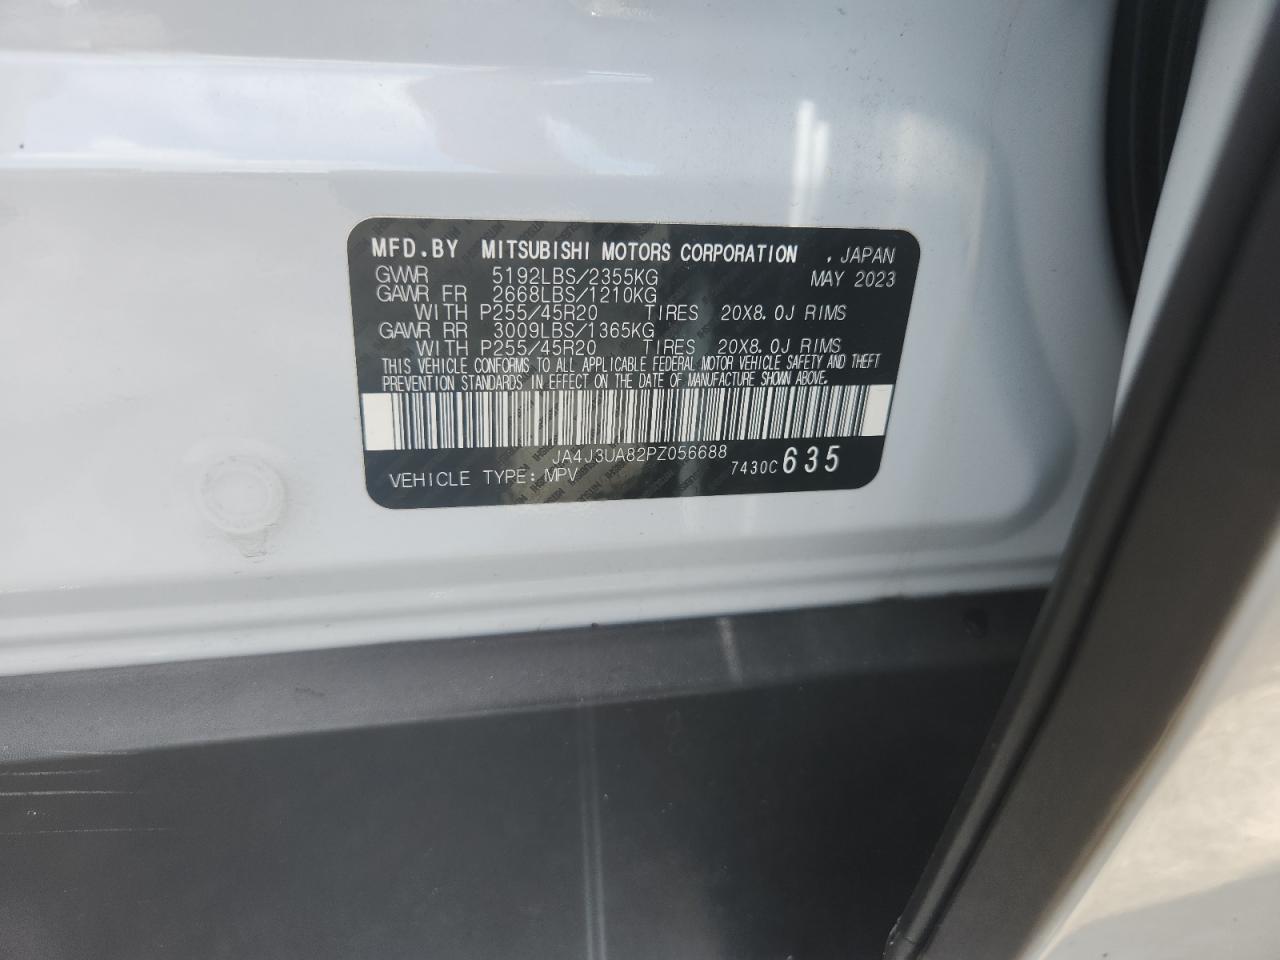 MFD.BY MITSUBISHI MOTORS CORPORATION , JAPAN
GVWR 5192LBS/2355KG MAY 2023
GAWR FR 2668LBS/1210KG
WITH P255/45R20 TIRES 20X8.0J RIMS
GAWR RR 3009LBS/1365KG
WITH P255/45R20 TIRES 20X8.0J RIMS
THIS VEHICLE CONFORMS TO ALL APPLICABLE FEDERAL MOTOR VEHICLE SAFETY AND THEFT
PREVENTION STANDARDS IN EFFECT ON THE DATE OF MANUFACTURE SHOWN ABOVE.
JA4J3UA82PZ056688
VEHICLE TYPE: MPV 7430C635